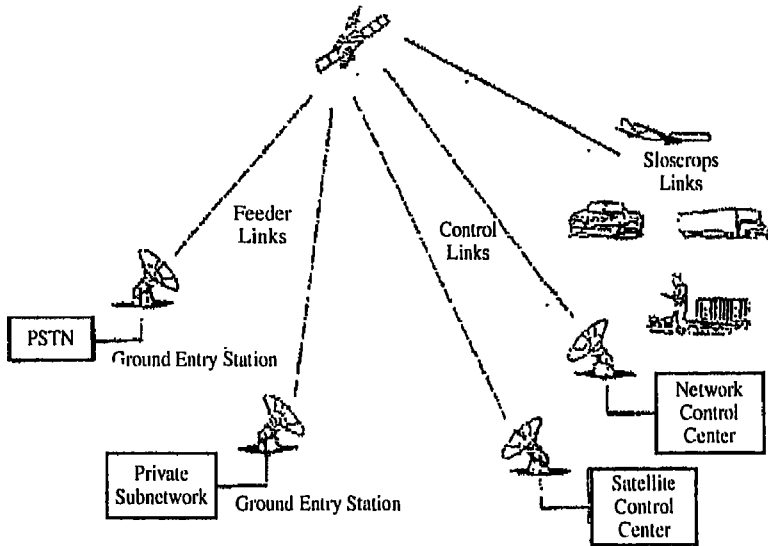 Sloscrops
Links
Feeder
Links
Control
Links
PSTN
Ground Entry Station
Network
Control
Center
Private
Subnetwork
Ground Entry Station
Satellite
Control
Center